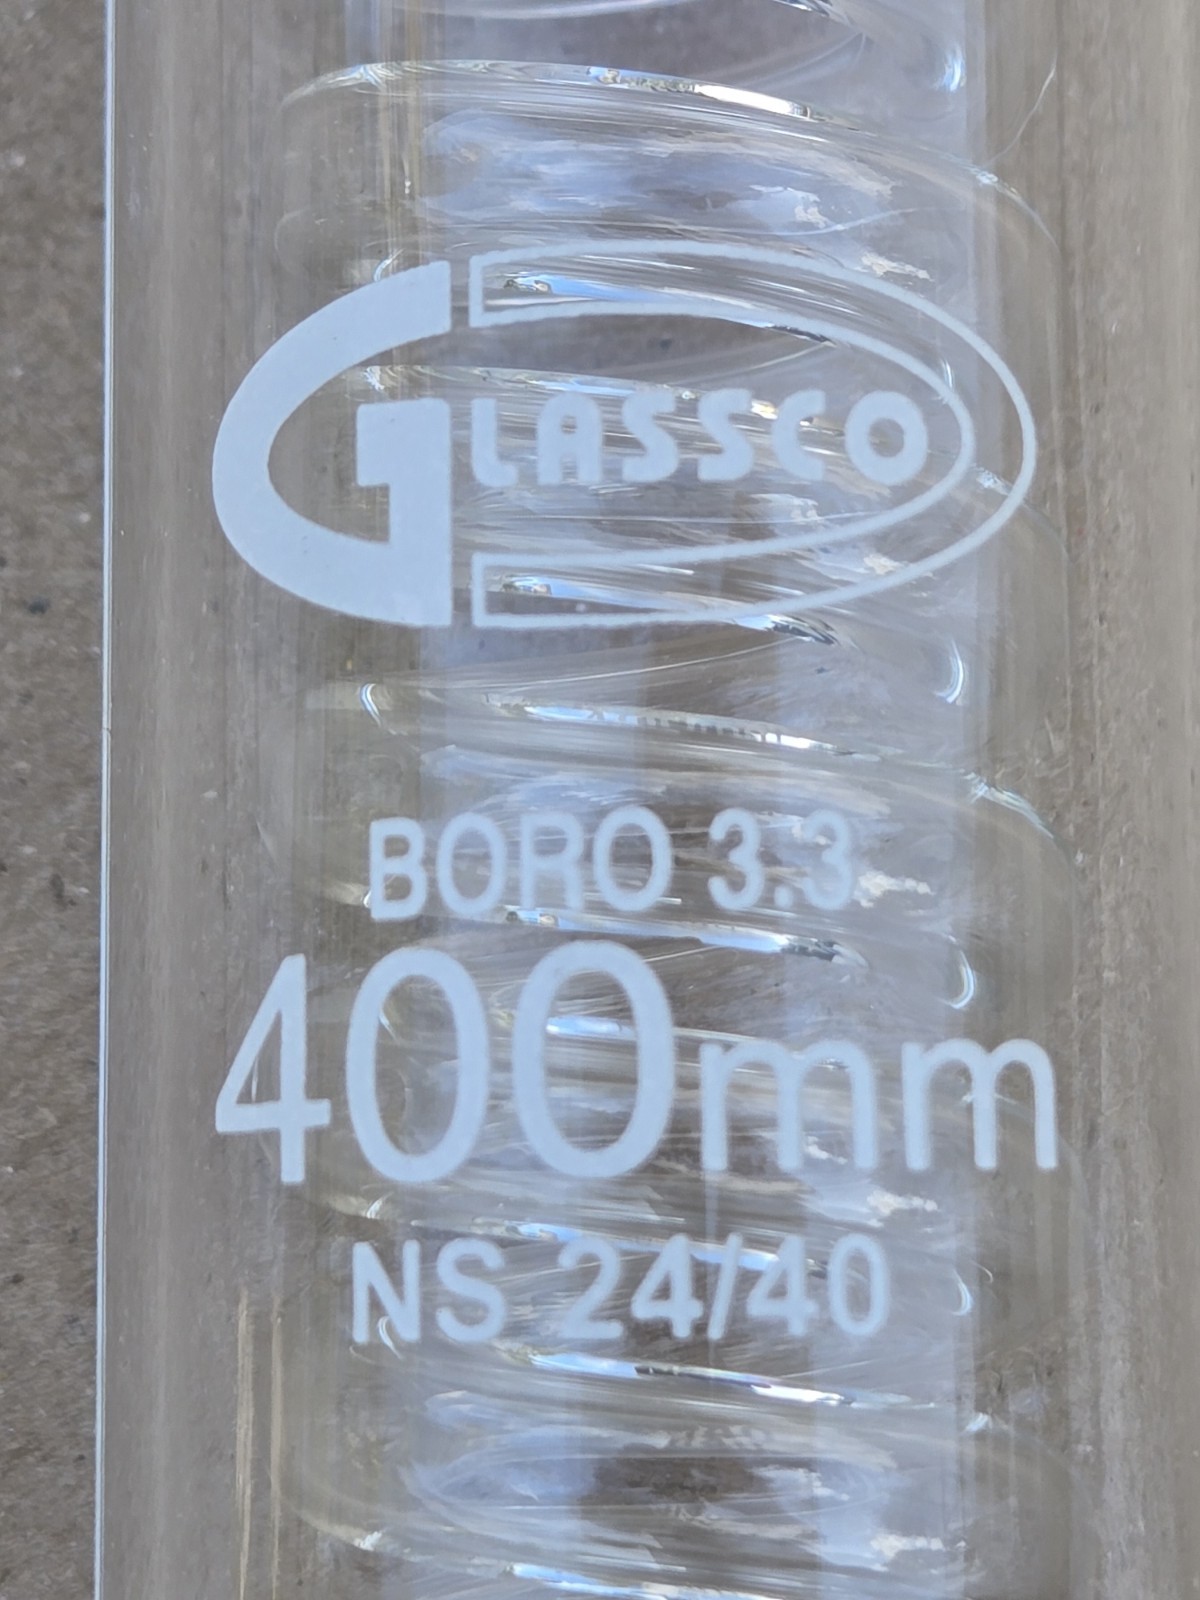 GLASSCO
BORO 3.3
400mm
NS 24/40